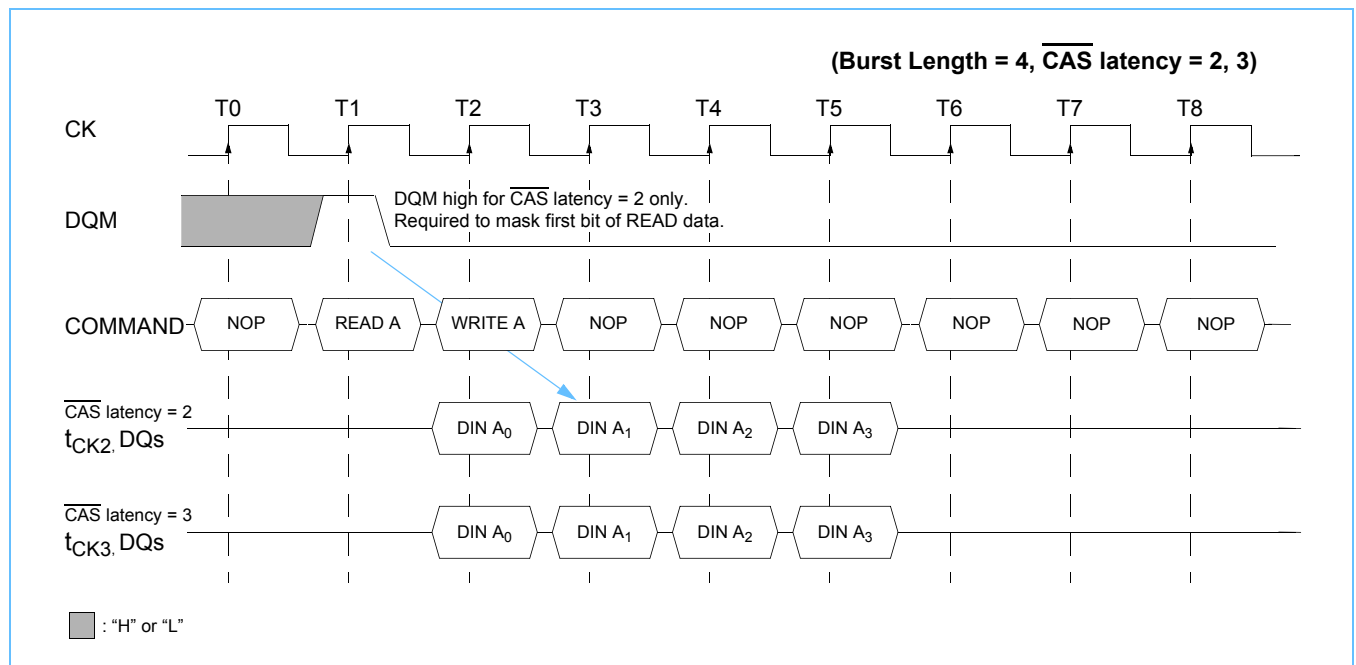 (Burst Length = 4, CAS latency = 2, 3)
T0 T1 T2 T3 T4 T5 T6 T7 T8
CK
DQM high for CAS latency = 2 only.
Required to mask first bit of READ data.
DQM
COMMAND NOP READ A WRITE A NOP NOP NOP NOP NOP NOP
CAS latency = 2
tCK2, DQs DIN A0 DIN A1 DIN A2 DIN A3
CAS latency = 3
tCK3, DQs DIN A0 DIN A1 DIN A2 DIN A3
: “H” or “L”